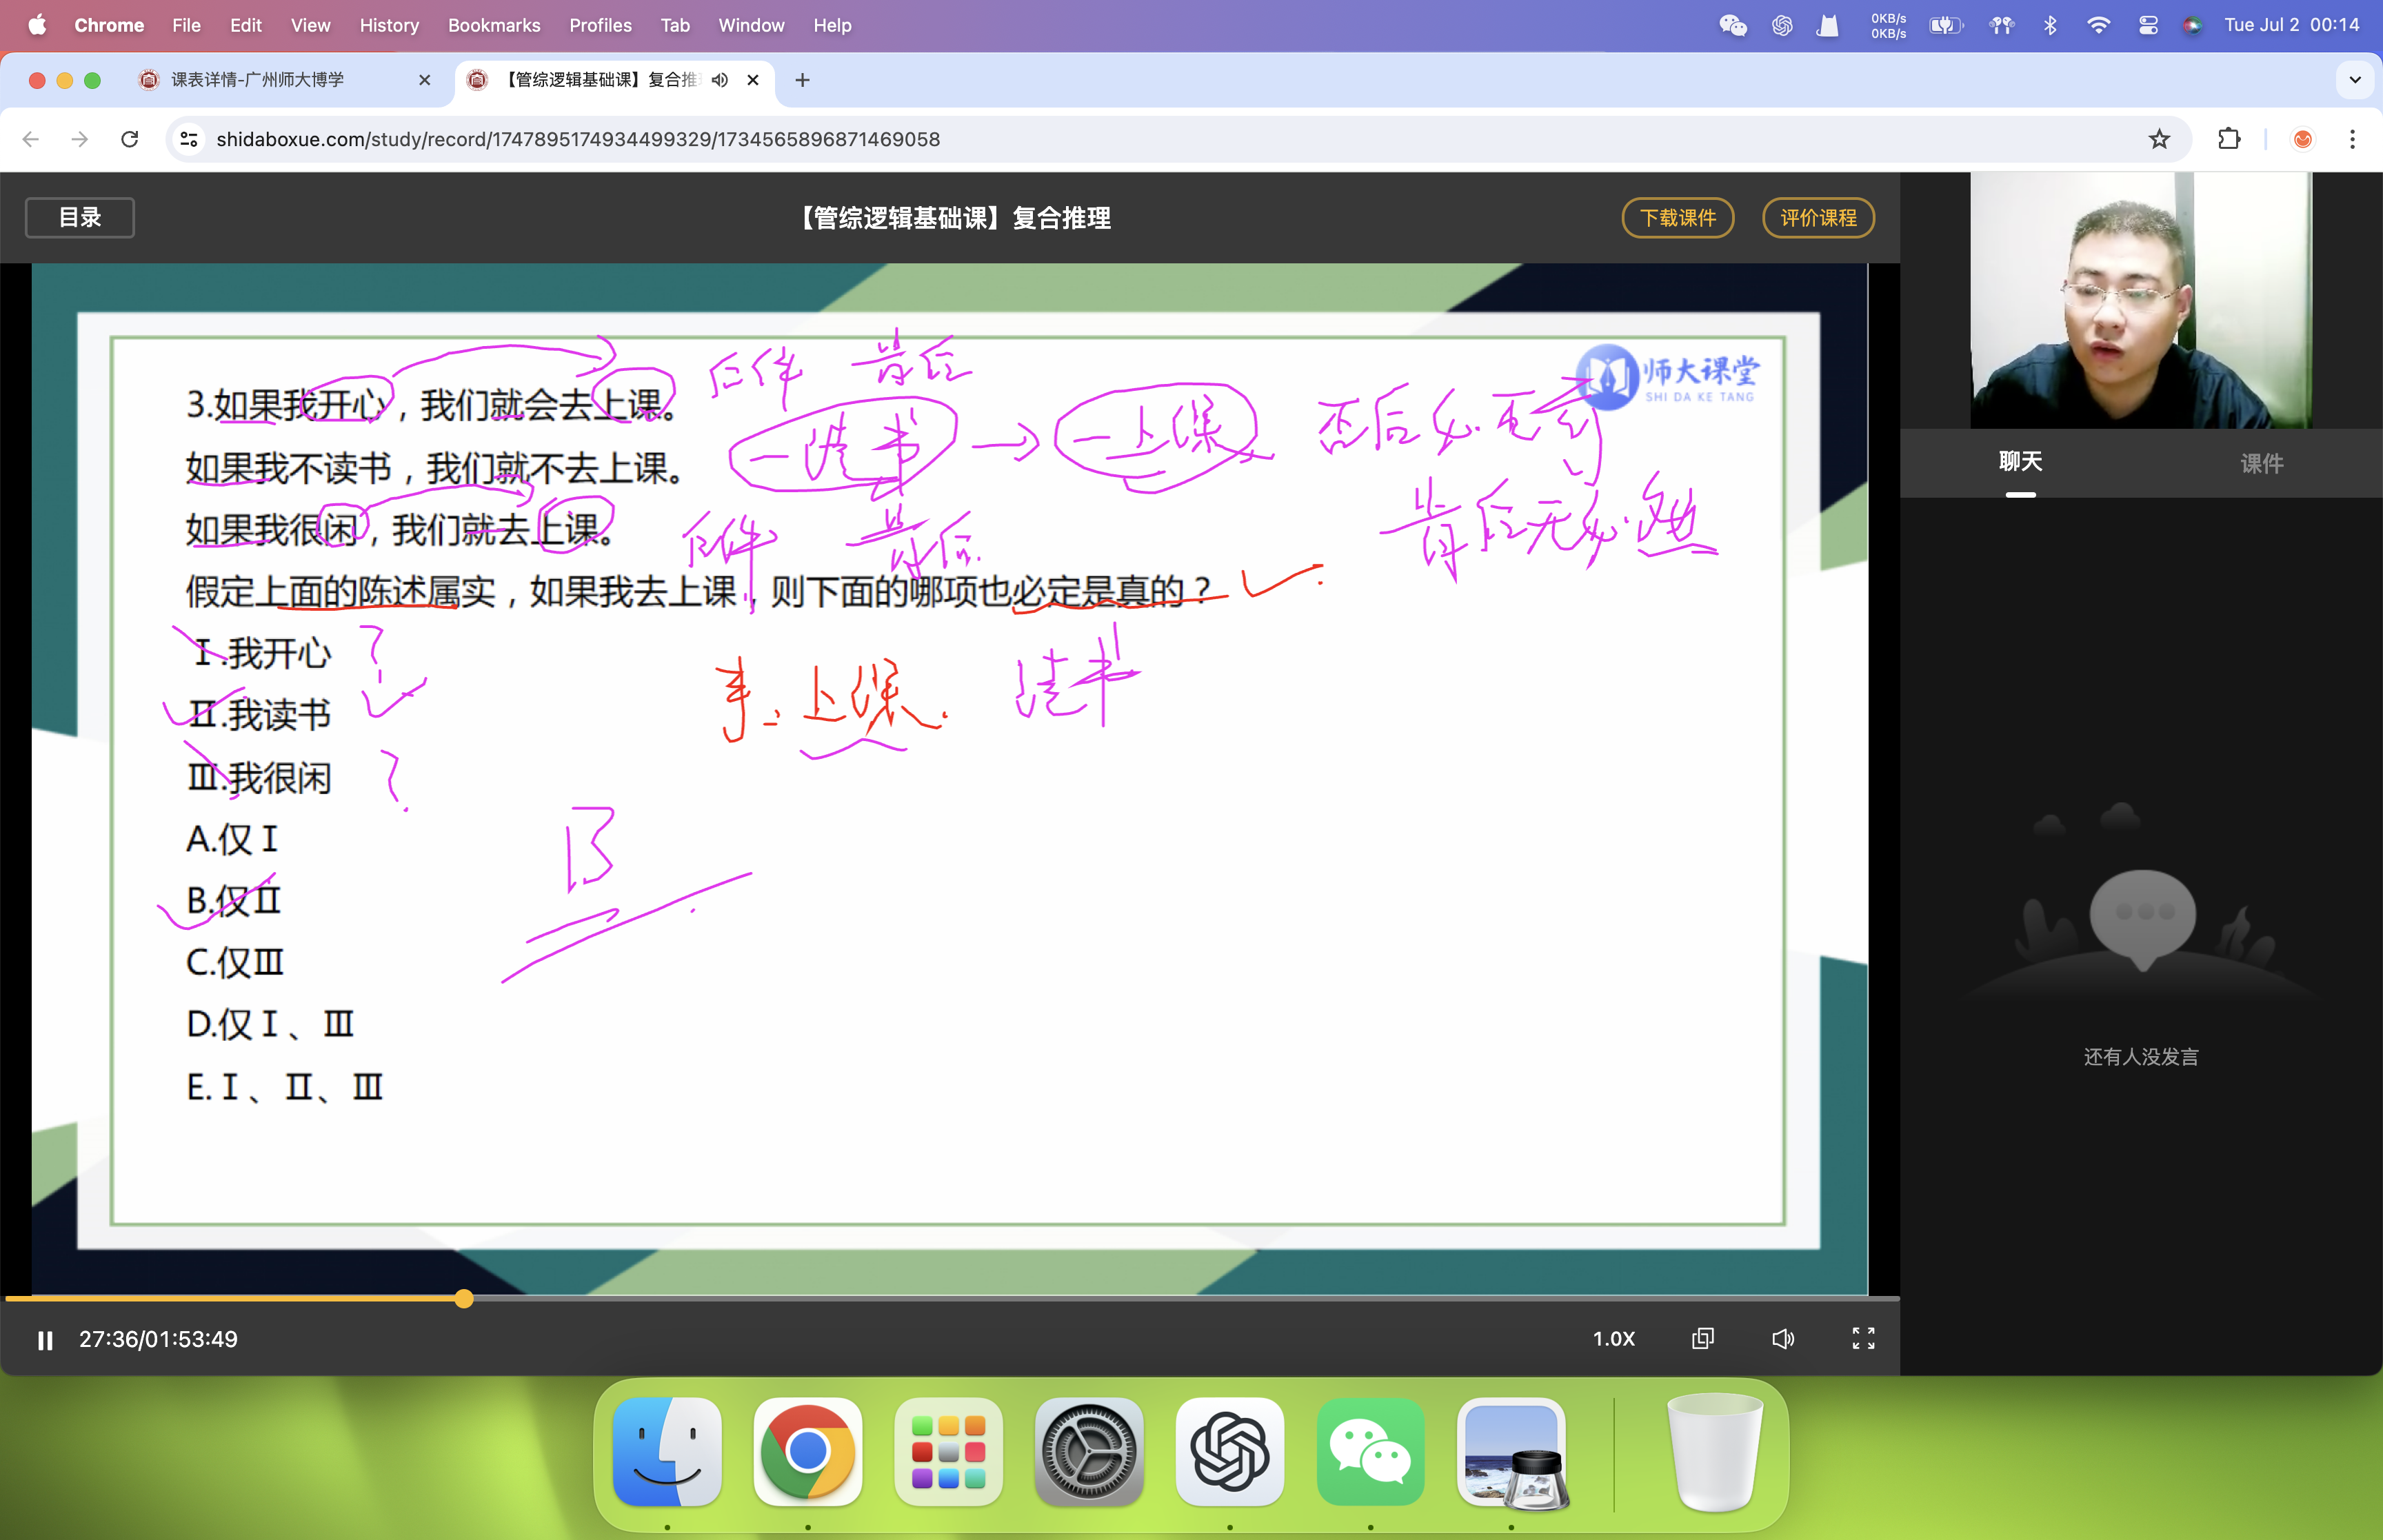 Chrome File Edit View History Bookmarks Profiles Tab Window Help 0KB/s 0KB/s Tue Jul 2 00:14
课表详情-广州师大博学 【管综逻辑基础课】复合推
shidaboxue.com/study/record/1747895174934499329/1734565896871469058
目录 【管综逻辑基础课】复合推理 下载课件 评价课程
师大课堂
SHI DA KE TANG
聊天 课件
3.如果我开心，我们就会去上课。
肯后
¬读书 → ¬上课 否后必否前
如果我不读书，我们就不去上课。
肯后无必然
如果我很闲，我们就去上课。
肯后
假定上面的陈述属实，如果我去上课，则下面的哪项也必定是真的？
Ⅰ.我开心 ?
事：上课. 读书
Ⅱ.我读书
Ⅲ.我很闲 ?
A.仅Ⅰ
B
B.仅Ⅱ
C.仅Ⅲ
D.仅Ⅰ、Ⅲ
E.Ⅰ、Ⅱ、Ⅲ
还有人没发言
27:36/01:53:49 1.0X